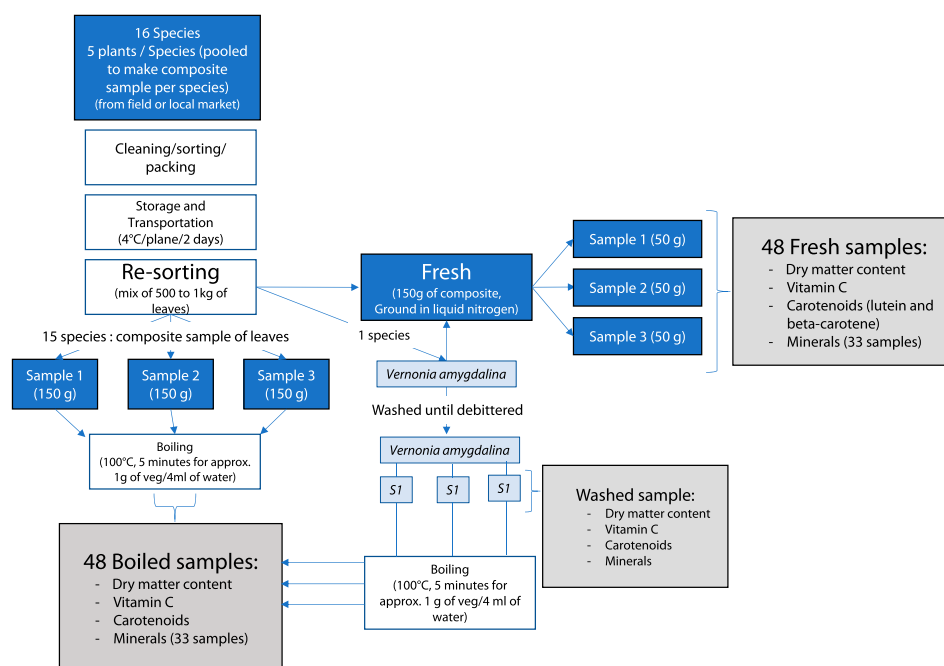 16 Species
5 plants / Species (pooled
to make composite
sample per species)
(from field or local market)
Cleaning/sorting/
packing
Storage and
Transportation
(4°C/plane/2 days)
Re-sorting
(mix of 500 to 1kg of
leaves)
Fresh
(150g of composite,
Ground in liquid nitrogen)
Sample 1 (50 g)
Sample 2 (50 g)
Sample 3 (50 g)
48 Fresh samples:
- Dry matter content
- Vitamin C
- Carotenoids (lutein and
beta-carotene)
- Minerals (33 samples)
15 species : composite sample of leaves
1 species
Sample 1
(150 g)
Sample 2
(150 g)
Sample 3
(150 g)
Vernonia amygdalina
Washed until debittered
Vernonia amygdalina
S1
S1
S1
Boiling
(100°C, 5 minutes for approx.
1g of veg/4ml of water)
Washed sample:
- Dry matter content
- Vitamin C
- Carotenoids
- Minerals
48 Boiled samples:
- Dry matter content
- Vitamin C
- Carotenoids
- Minerals (33 samples)
Boiling
(100°C, 5 minutes for
approx. 1 g of veg/4 ml of
water)